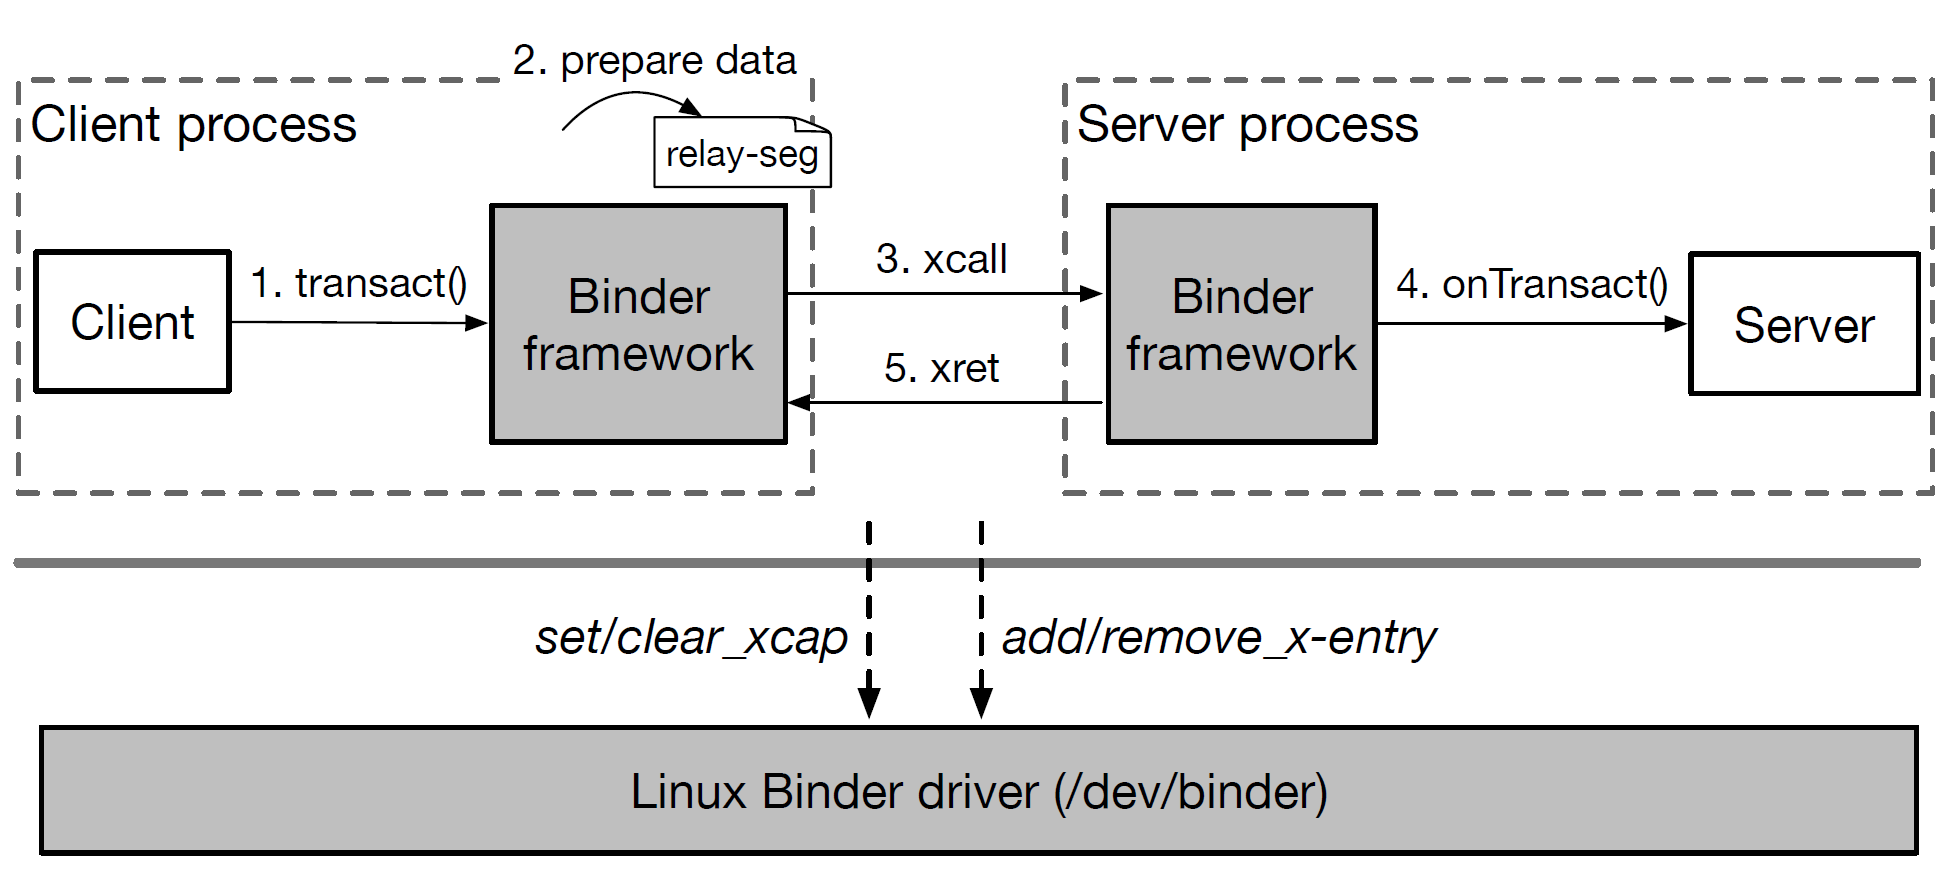 2. prepare data
Client process
relay-seg
Server process
Client
1. transact()
Binder
framework
3. xcall
5. xret
Binder
framework
4. onTransact()
Server
set/clear_xcap
add/remove_x-entry
Linux Binder driver (/dev/binder)